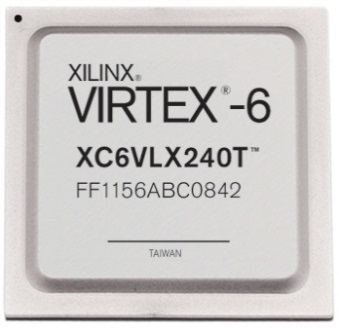 XILINX®
VIRTEX®-6
XC6VLX240T™
FF1156ABC0842
TAIWAN